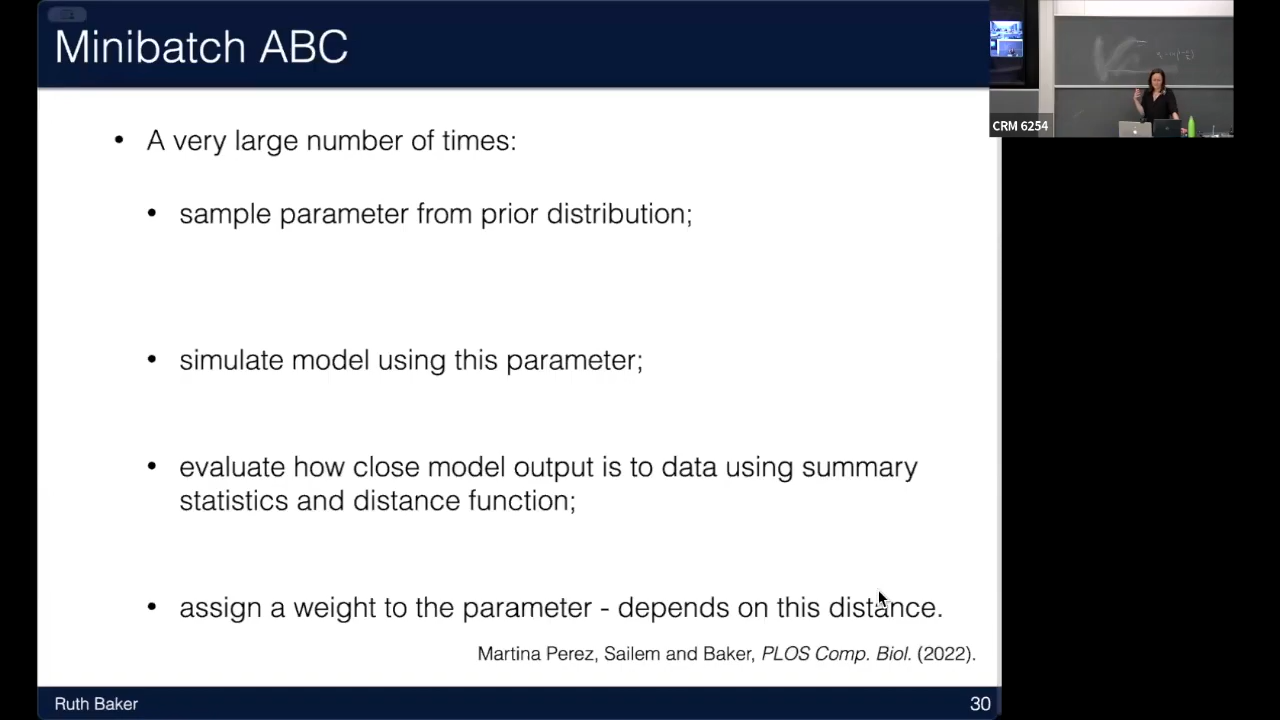 Minibatch ABC
• A very large number of times:
• sample parameter from prior distribution;
• simulate model using this parameter;
• evaluate how close model output is to data using summary
statistics and distance function;
• assign a weight to the parameter - depends on this distance.
Martina Perez, Sailem and Baker, PLOS Comp. Biol. (2022).
Ruth Baker
30
CRM 6254